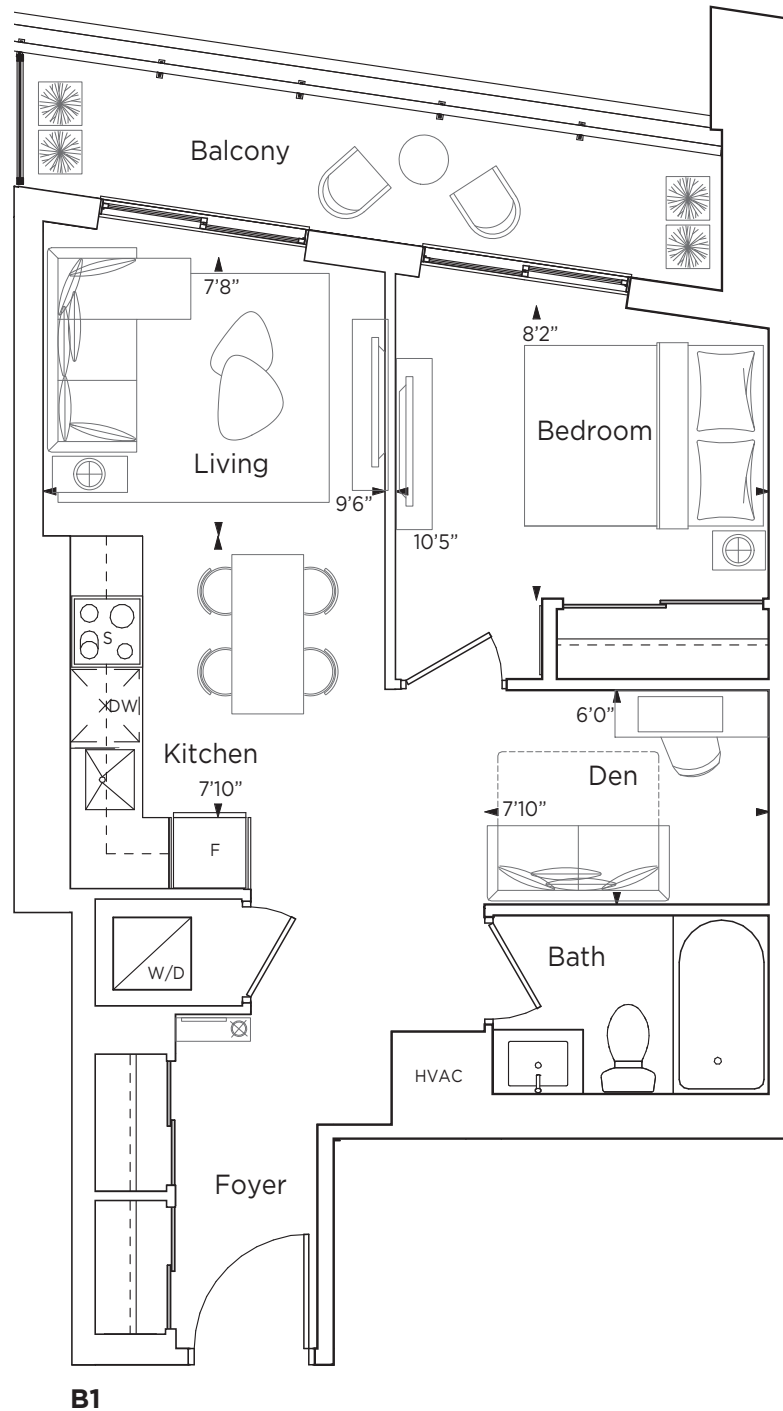 Balcony
7’8”
8’2”
Bedroom
Living
9’6”
10’5”
S
DW
6’0”
Kitchen
Den
7’10”
7’10”
F
Bath
W/D
HVAC
Foyer
B1